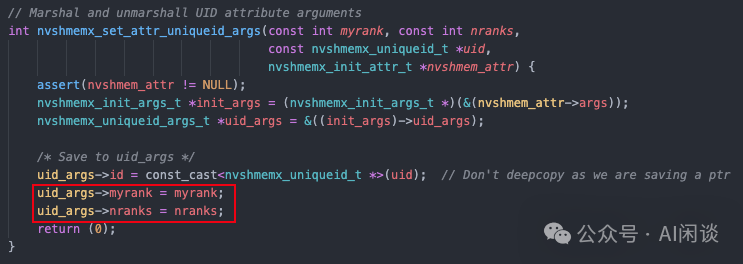 // Marshal and unmarshall UID attribute arguments
int nvshmemx_set_attr_uniqueid_args(const int myrank, const int nranks,
                                    const nvshmemx_uniqueid_t *uid,
                                    nvshmemx_init_attr_t *nvshmem_attr) {
    assert(nvshmem_attr != NULL);
    nvshmemx_init_args_t *init_args = (nvshmemx_init_args_t *)(&(nvshmem_attr->args));
    nvshmemx_uniqueid_args_t *uid_args = &((init_args)->uid_args);

    /* Save to uid_args */
    uid_args->id = const_cast<nvshmemx_uniqueid_t *>(uid);  // Don't deepcopy as we are saving a ptr
    uid_args->myrank = myrank;
    uid_args->nranks = nranks;
    return (0);
}
公众号 · AI闲谈